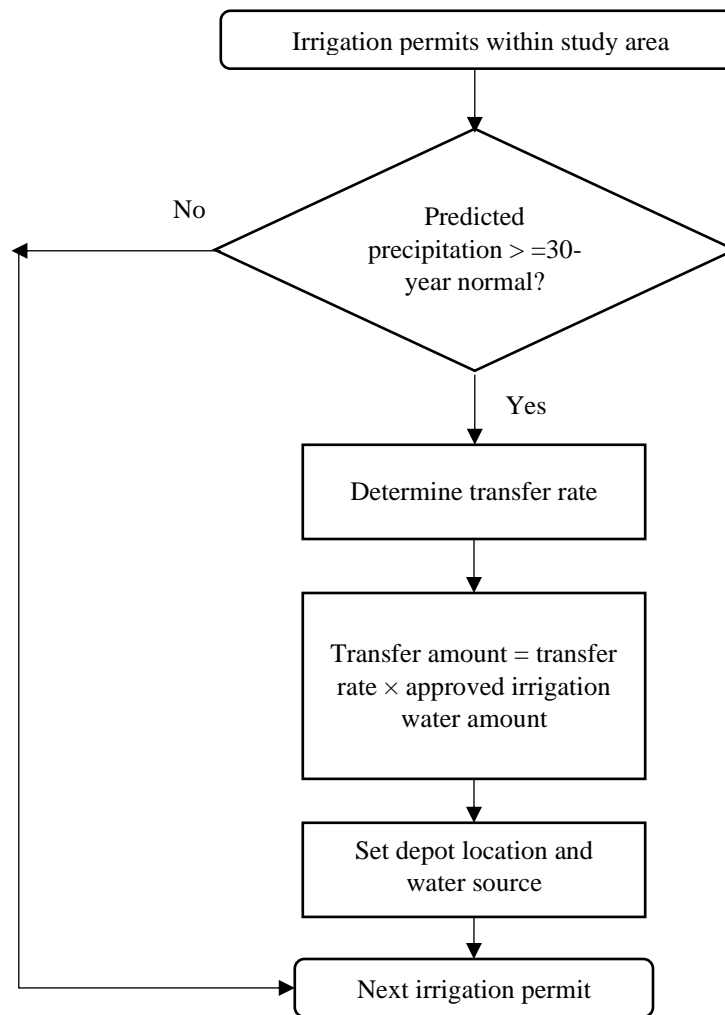 Irrigation permits within study area
No
Predicted
precipitation > =30-
year normal?
Yes
Determine transfer rate
Transfer amount = transfer
rate × approved irrigation
water amount
Set depot location and
water source
Next irrigation permit